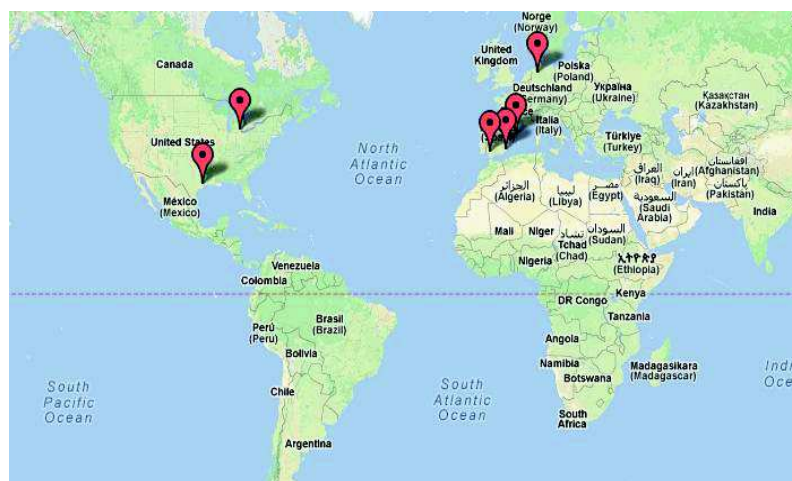 Norge
(Norway)
United
Kingdom
Polska
(Poland)
Canada
Deutschland
(Germany)
Україна
(Ukraine)
Қазақстан
(Kazakhstan)
Italia
(Italy)
United States
Türkiye
(Turkey)
North
Atlantic
Ocean
العراق
(Iraq)
ایران
(Iran)
افغانستان
(Afghanistan)
پاکستان
(Pakistan)
México
(Mexico)
الجزائر
(Algeria)
ليبيا
(Libya)
مصر
(Egypt)
السعودية
(Saudi
Arabia)
India
Mali
Niger
تشاد
Tchad
(Chad)
السودان
(Sudan)
Nigeria
ኢትዮጵያ
(Ethiopia)
Venezuela
Colombia
DR Congo
Kenya
Tanzania
Perú
(Peru)
Brasil
(Brazil)
Bolivia
Angola
Namibia
Botswana
Madagasikara
(Madagascar)
South
Pacific
Ocean
Chile
South
Atlantic
Ocean
South
Africa
Argentina